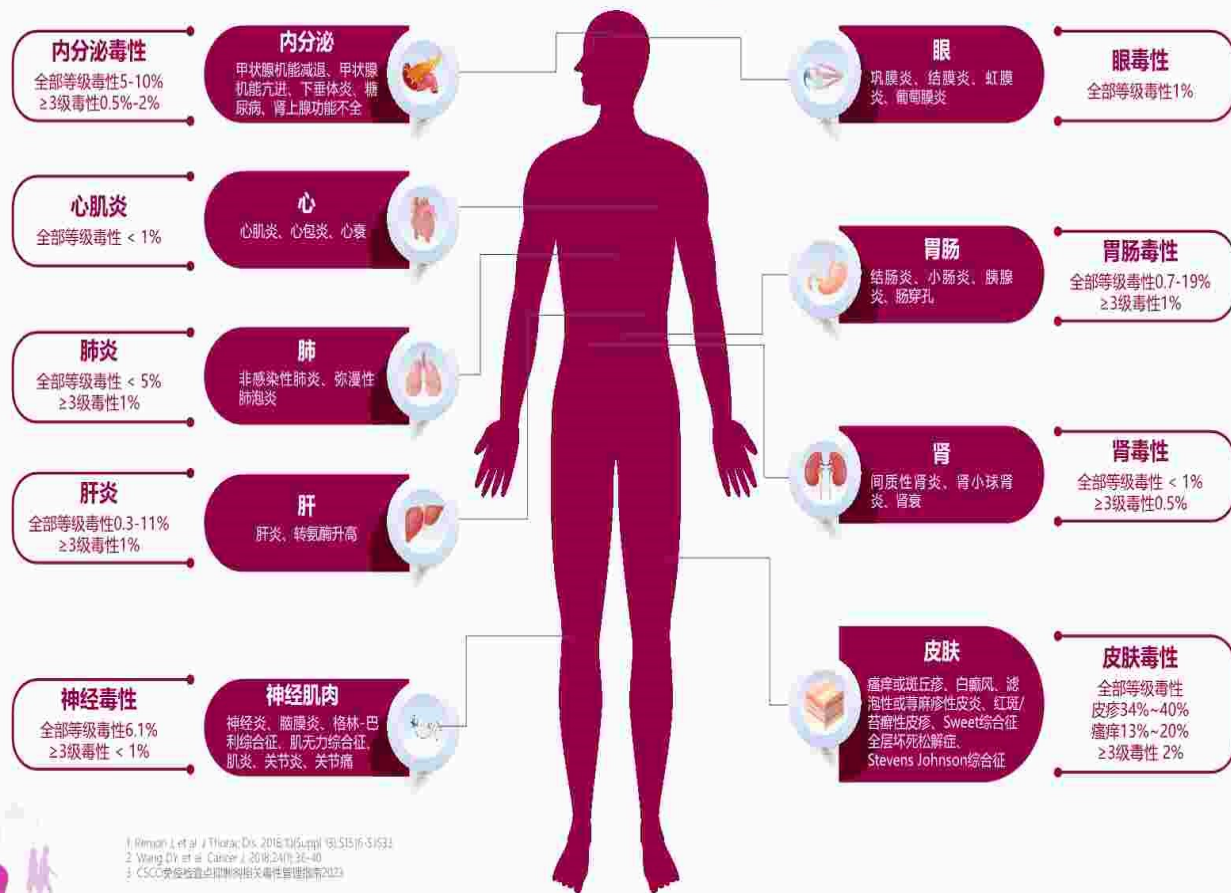 内分泌毒性
全部等级毒性5-10%
≥3级毒性0.5%-2%
内分泌
甲状腺机能减退、甲状腺
机能亢进、下垂体炎、糖
尿病、肾上腺功能不全
眼
巩膜炎、结膜炎、虹膜
炎、葡萄膜炎
眼毒性
全部等级毒性1%
心肌炎
全部等级毒性 < 1%
心
心肌炎、心包炎、心衰
胃肠
结肠炎、小肠炎、胰腺
炎、肠穿孔
胃肠毒性
全部等级毒性0.7-19%
≥3级毒性1%
肺炎
全部等级毒性 < 5%
≥3级毒性1%
肺
非感染性肺炎、弥漫性
肺泡炎
肾
间质性肾炎、肾小球肾
炎、肾衰
肾毒性
全部等级毒性 < 1%
≥3级毒性0.5%
肝炎
全部等级毒性0.3-11%
≥3级毒性1%
肝
肝炎、转氨酶升高
皮肤
瘙痒或斑丘疹、白癜风、滤
泡性或荨麻疹性皮炎、红斑/
苔癣性皮疹、Sweet综合征
全层坏死松解症、
Stevens Johnson综合征
皮肤毒性
全部等级毒性
皮疹34%~40%
瘙痒13%~20%
≥3级毒性 2%
神经毒性
全部等级毒性6.1%
≥3级毒性 < 1%
神经肌肉
神经炎、脑膜炎、格林-巴
利综合征、肌无力综合征、
肌炎、关节炎、关节痛
1. et al. J Thorac Dis. 2018;
2. Wang DY, et al. Cancer J. 2018;24(1):36-40
3. CSCO免疫检查点抑制剂相关毒性管理指南2023